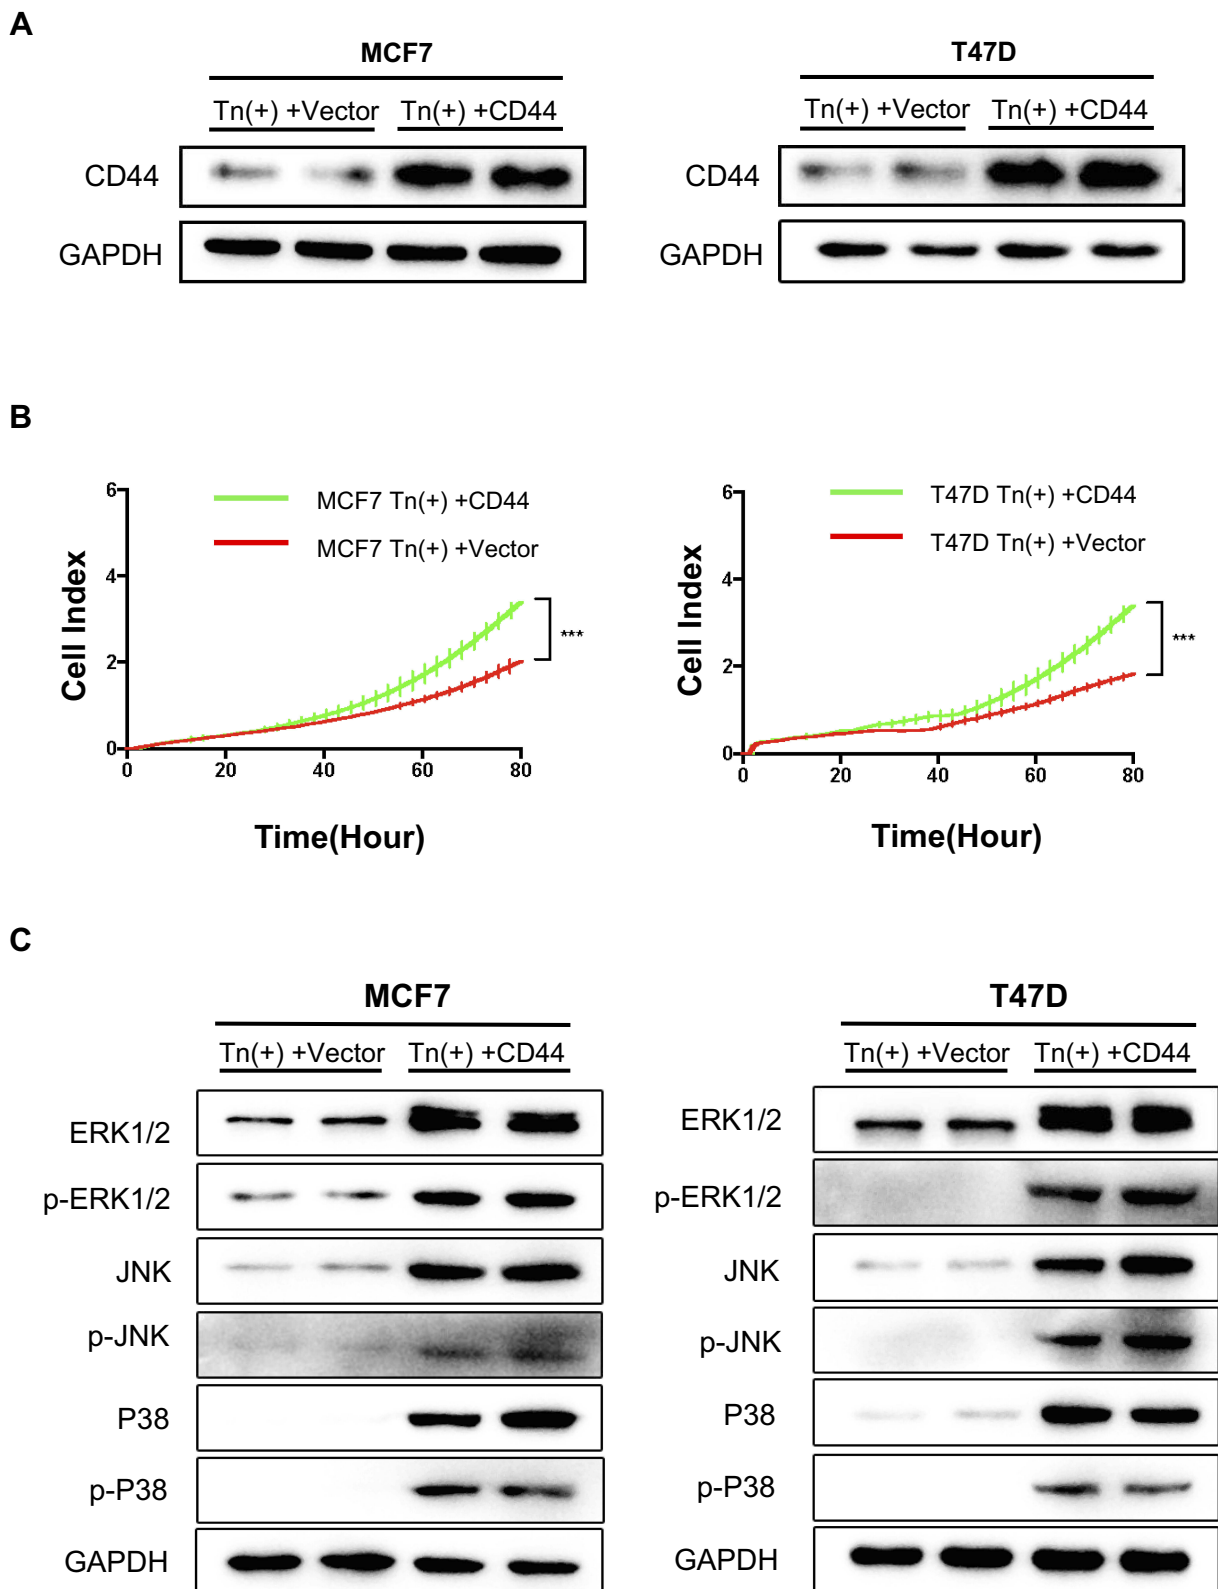 A
MCF7
T47D
Tn(+) +Vector Tn(+) +CD44
Tn(+) +Vector Tn(+) +CD44
CD44
CD44
GAPDH
GAPDH
B
6
4
2
0
0 20 40 60 80
Cell Index
Time(Hour)
MCF7 Tn(+) +CD44
MCF7 Tn(+) +Vector
***
6
4
2
0
0 20 40 60 80
Cell Index
Time(Hour)
T47D Tn(+) +CD44
T47D Tn(+) +Vector
***
C
MCF7
Tn(+) +Vector Tn(+) +CD44
ERK1/2
p-ERK1/2
JNK
p-JNK
P38
p-P38
GAPDH
T47D
Tn(+) +Vector Tn(+) +CD44
ERK1/2
p-ERK1/2
JNK
p-JNK
P38
p-P38
GAPDH